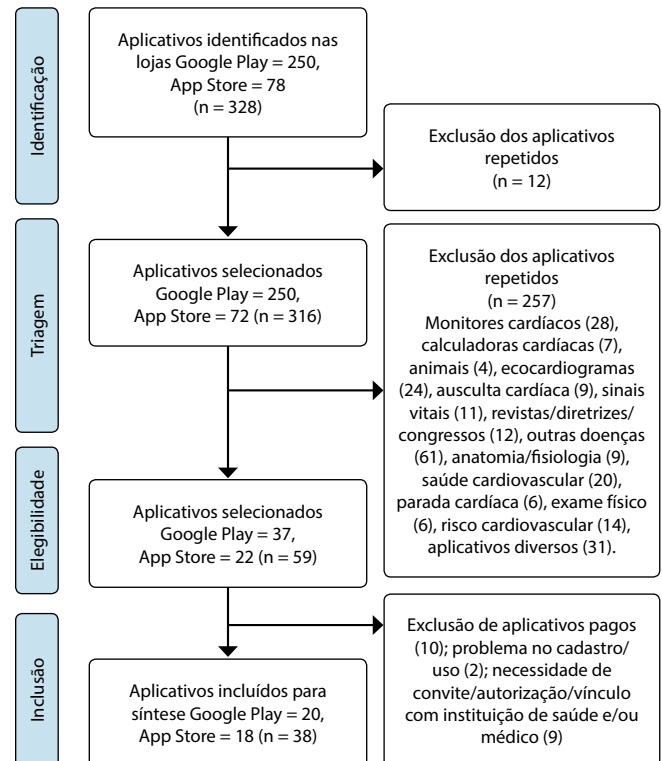 Identificação
Aplicativos identificados nas
lojas Google Play = 250,
App Store = 78
(n = 328)
Exclusão dos aplicativos
repetidos
(n = 12)
Triagem
Aplicativos selecionados
Google Play = 250,
App Store = 72 (n = 316)
Exclusão dos aplicativos
repetidos
(n = 257)
Monitores cardíacos (28),
calculadoras cardíacas (7),
animais (4), ecocardiogramas
(24), ausculta cardíaca (9), sinais
vitais (11), revistas/diretrizes/
congressos (12), outras doenças
(61), anatomia/fisiologia (9),
saúde cardiovascular (20),
parada cardíaca (6), exame físico
(6), risco cardiovascular (14),
aplicativos diversos (31).
Elegibilidade
Aplicativos selecionados
Google Play = 37,
App Store = 22 (n = 59)
Exclusão de aplicativos pagos
(10); problema no cadastro/
uso (2); necessidade de
convite/autorização/vínculo
com instituição de saúde e/ou
médico (9)
Inclusão
Aplicativos incluídos para
síntese Google Play = 20,
App Store = 18 (n = 38)